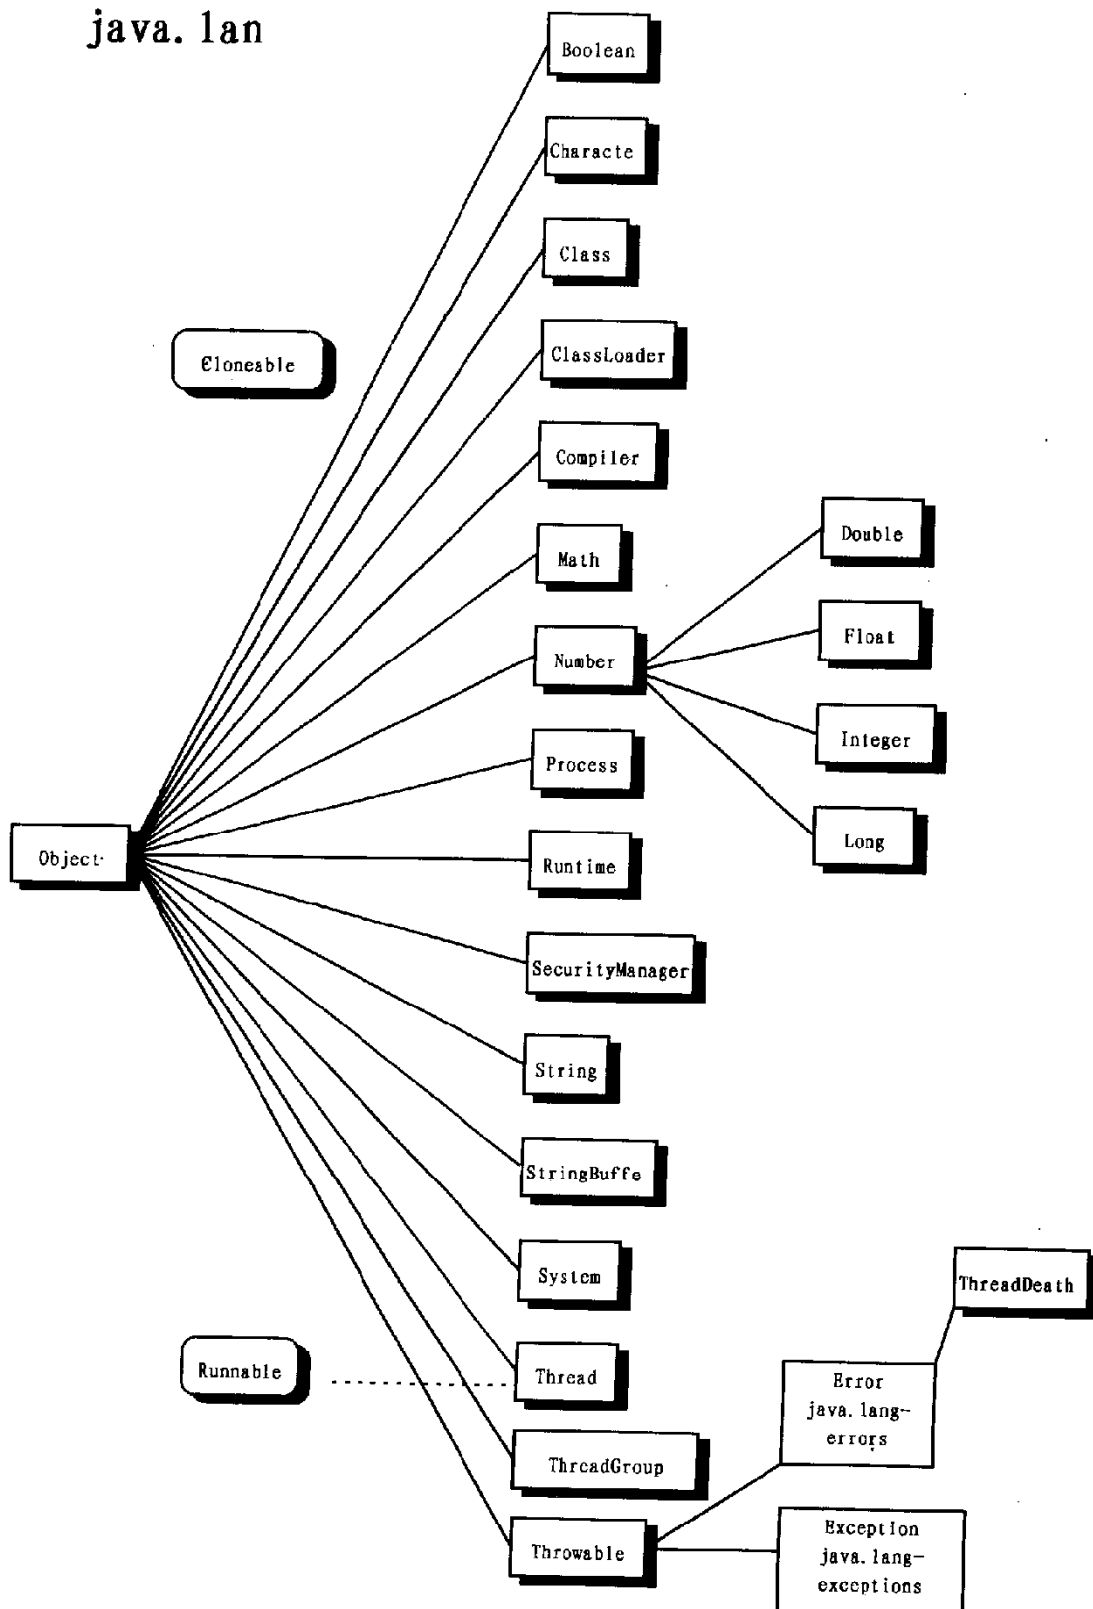 java. lan
Boolean
Characte
Class
Cloneable
ClassLoader
Compiler
Double
Math
Float
Number
Integer
Process
Long
Object
Runtime
SecurityManager
String
StringBuffe
System
ThreadDeath
Runnable
Thread
Error
java. lang-
errors
ThreadGroup
Throwable
Exception
java. lang-
exceptions